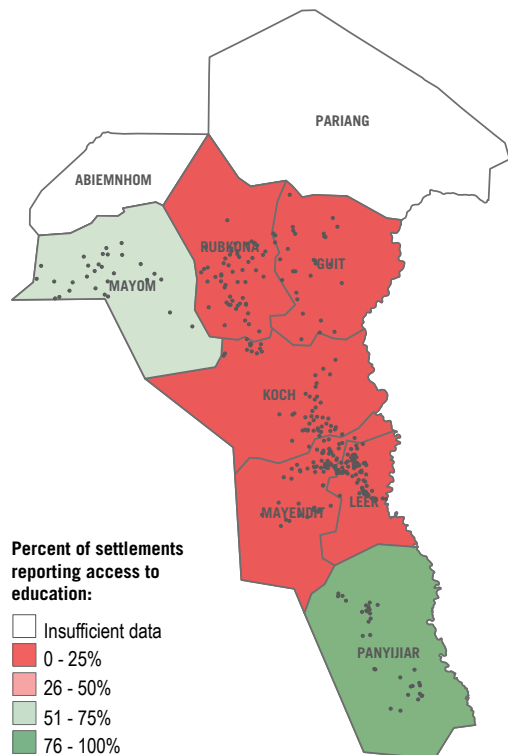 PARIANG
ABIEMNHOM
RUBKONA
GUIT
MAYOM
KOCH
MAYENDIT
LEER
Percent of settlements
reporting access to
education:
Insufficient data
0 - 25%
26 - 50%
51 - 75%
76 - 100%
PANYIJIAR